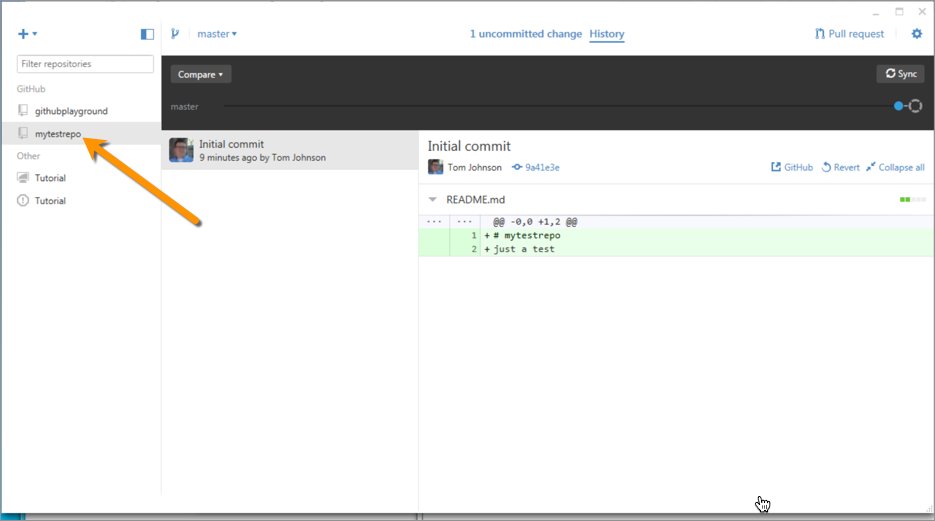 master
1 uncommitted change History
Pull request
Filter repositories
GitHub
githubplayground
mytestrepo
Other
Tutorial
Tutorial
Compare
Sync
master
Initial commit
9 minutes ago by Tom Johnson
Initial commit
Tom Johnson 9a41e3e
GitHub Revert Collapse all
README.md
... ... @@ -0,0 +1,2 @@
1 + # mytestrepo
2 + just a test